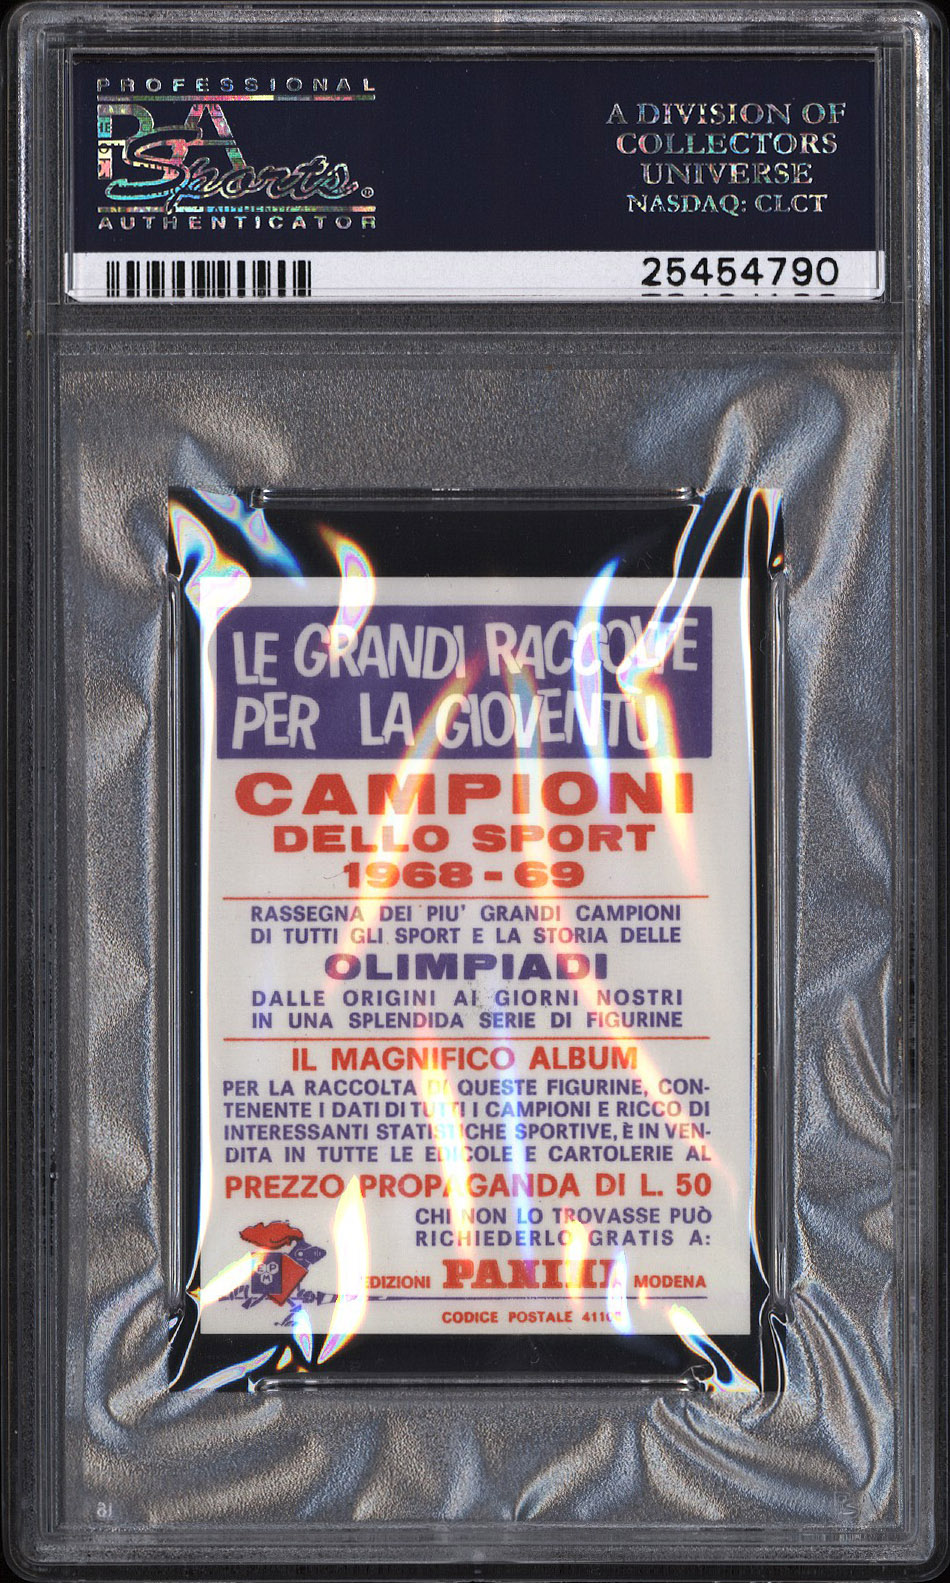 PROFESSIONAL
PSA
Sports
AUTHENTICATOR
A DIVISION OF
COLLECTORS
UNIVERSE
NASDAQ: CLCT
25454790
LE GRANDI RACCOLTE
PER LA GIOVENTÙ
CAMPIONI
DELLO SPORT
1968-69
RASSEGNA DEI PIU' GRANDI CAMPIONI
DI TUTTI GLI SPORT E LA STORIA DELLE
OLIMPIADI
DALLE ORIGINI AI GIORNI NOSTRI
IN UNA SPLENDIDA SERIE DI FIGURINE
IL MAGNIFICO ALBUM
PER LA RACCOLTA DI QUESTE FIGURINE, CON-
TENENTE I DATI DI TUTTI I CAMPIONI E RICCO DI
INTERESSANTI STATISTICHE SPORTIVE, È IN VEN-
DITA IN TUTTE LE EDICOLE E CARTOLERIE AL
PREZZO PROPAGANDA DI L. 50
CHI NON LO TROVASSE PUÒ
RICHIEDERLO GRATIS A:
EPM
EDIZIONI PANINI MODENA
CODICE POSTALE